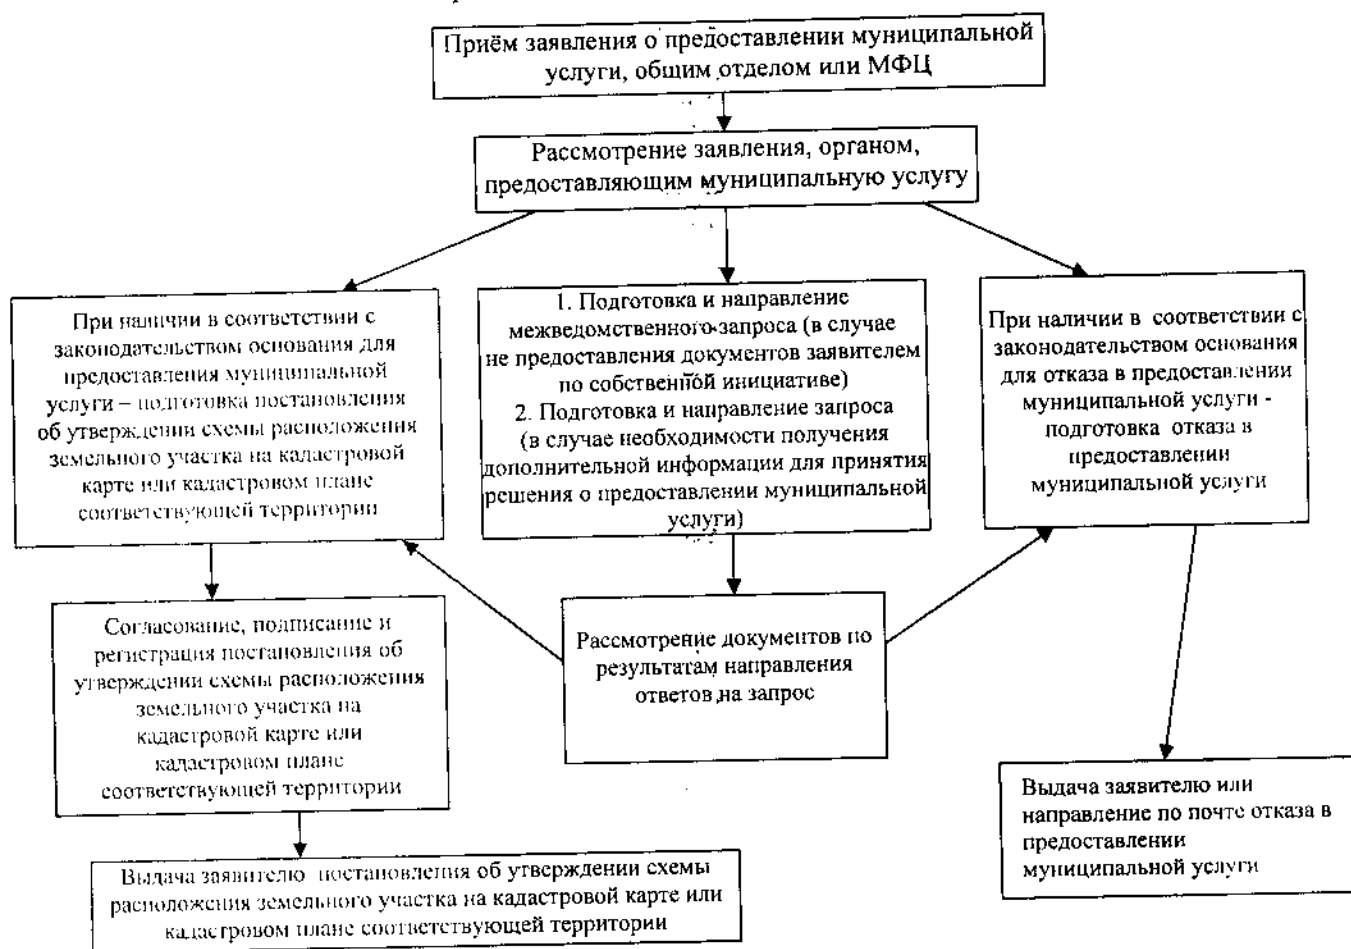 Приём заявления о предоставлении муниципальной
услуги, общим отделом или МФЦ
Рассмотрение заявления, органом,
предоставляющим муниципальную услугу
При наличии в соответствии с
законодательством основания для
предоставления муниципальной
услуги – подготовка постановления
об утверждении схемы расположения
земельного участка на кадастровой
карте или кадастровом плане
соответствующей территории
1. Подготовка и направление
межведомственного запроса (в случае
не предоставления документов заявителем
по собственной инициативе)
2. Подготовка и направление запроса
(в случае необходимости получения
дополнительной информации для принятия
решения о предоставлении муниципальной
услуги)
При наличии в соответствии с
законодательством основания
для отказа в предоставлении
муниципальной услуги -
подготовка отказа в
предоставлении
муниципальной услуги
Согласование, подписание и
регистрация постановления об
утверждении схемы расположения
земельного участка на
кадастровой карте или
кадастровом плане
соответствующей территории
Рассмотрение документов по
результатам направления
ответов на запрос
Выдача заявителю или
направление по почте отказа в
предоставлении
муниципальной услуги
Выдача заявителю постановления об утверждении схемы
расположения земельного участка на кадастровой карте или
кадастровом плане соответствующей территории